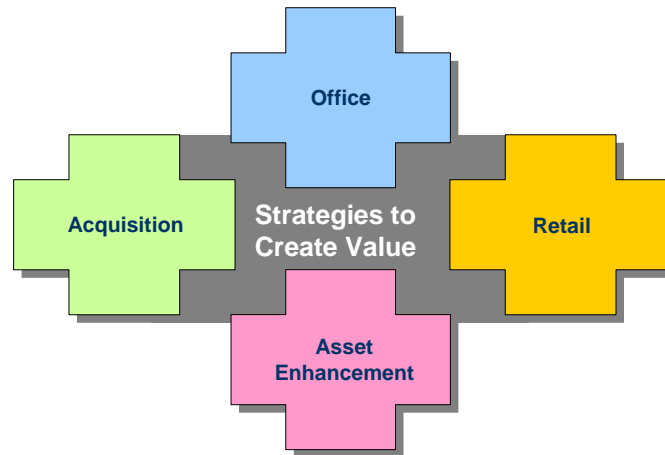 Office
Acquisition
Strategies to
Create Value
Retail
Asset
Enhancement